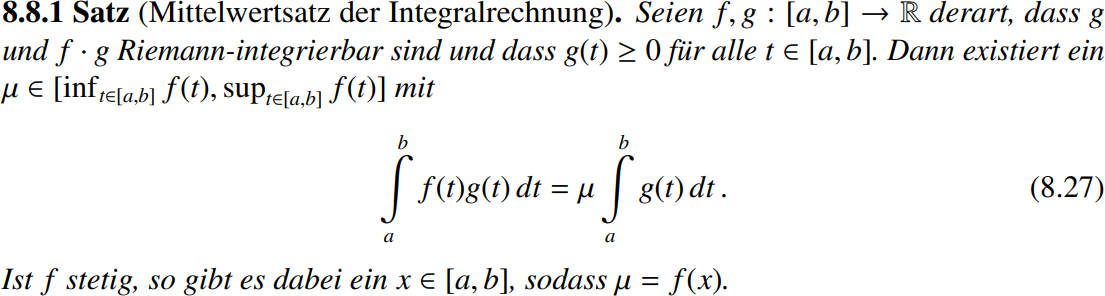 8.8.1 Satz (Mittelwertsatz der Integralrechnung). Seien f, g : [a, b] → ℝ derart, dass g
und f · g Riemann-integrierbar sind und dass g(t) ≥ 0 für alle t ∈ [a, b]. Dann existiert ein
μ ∈ [inf_{t∈[a,b]} f(t), sup_{t∈[a,b]} f(t)] mit
∫_a^b f(t)g(t) dt = μ ∫_a^b g(t) dt . (8.27)
Ist f stetig, so gibt es dabei ein x ∈ [a, b], sodass μ = f(x).